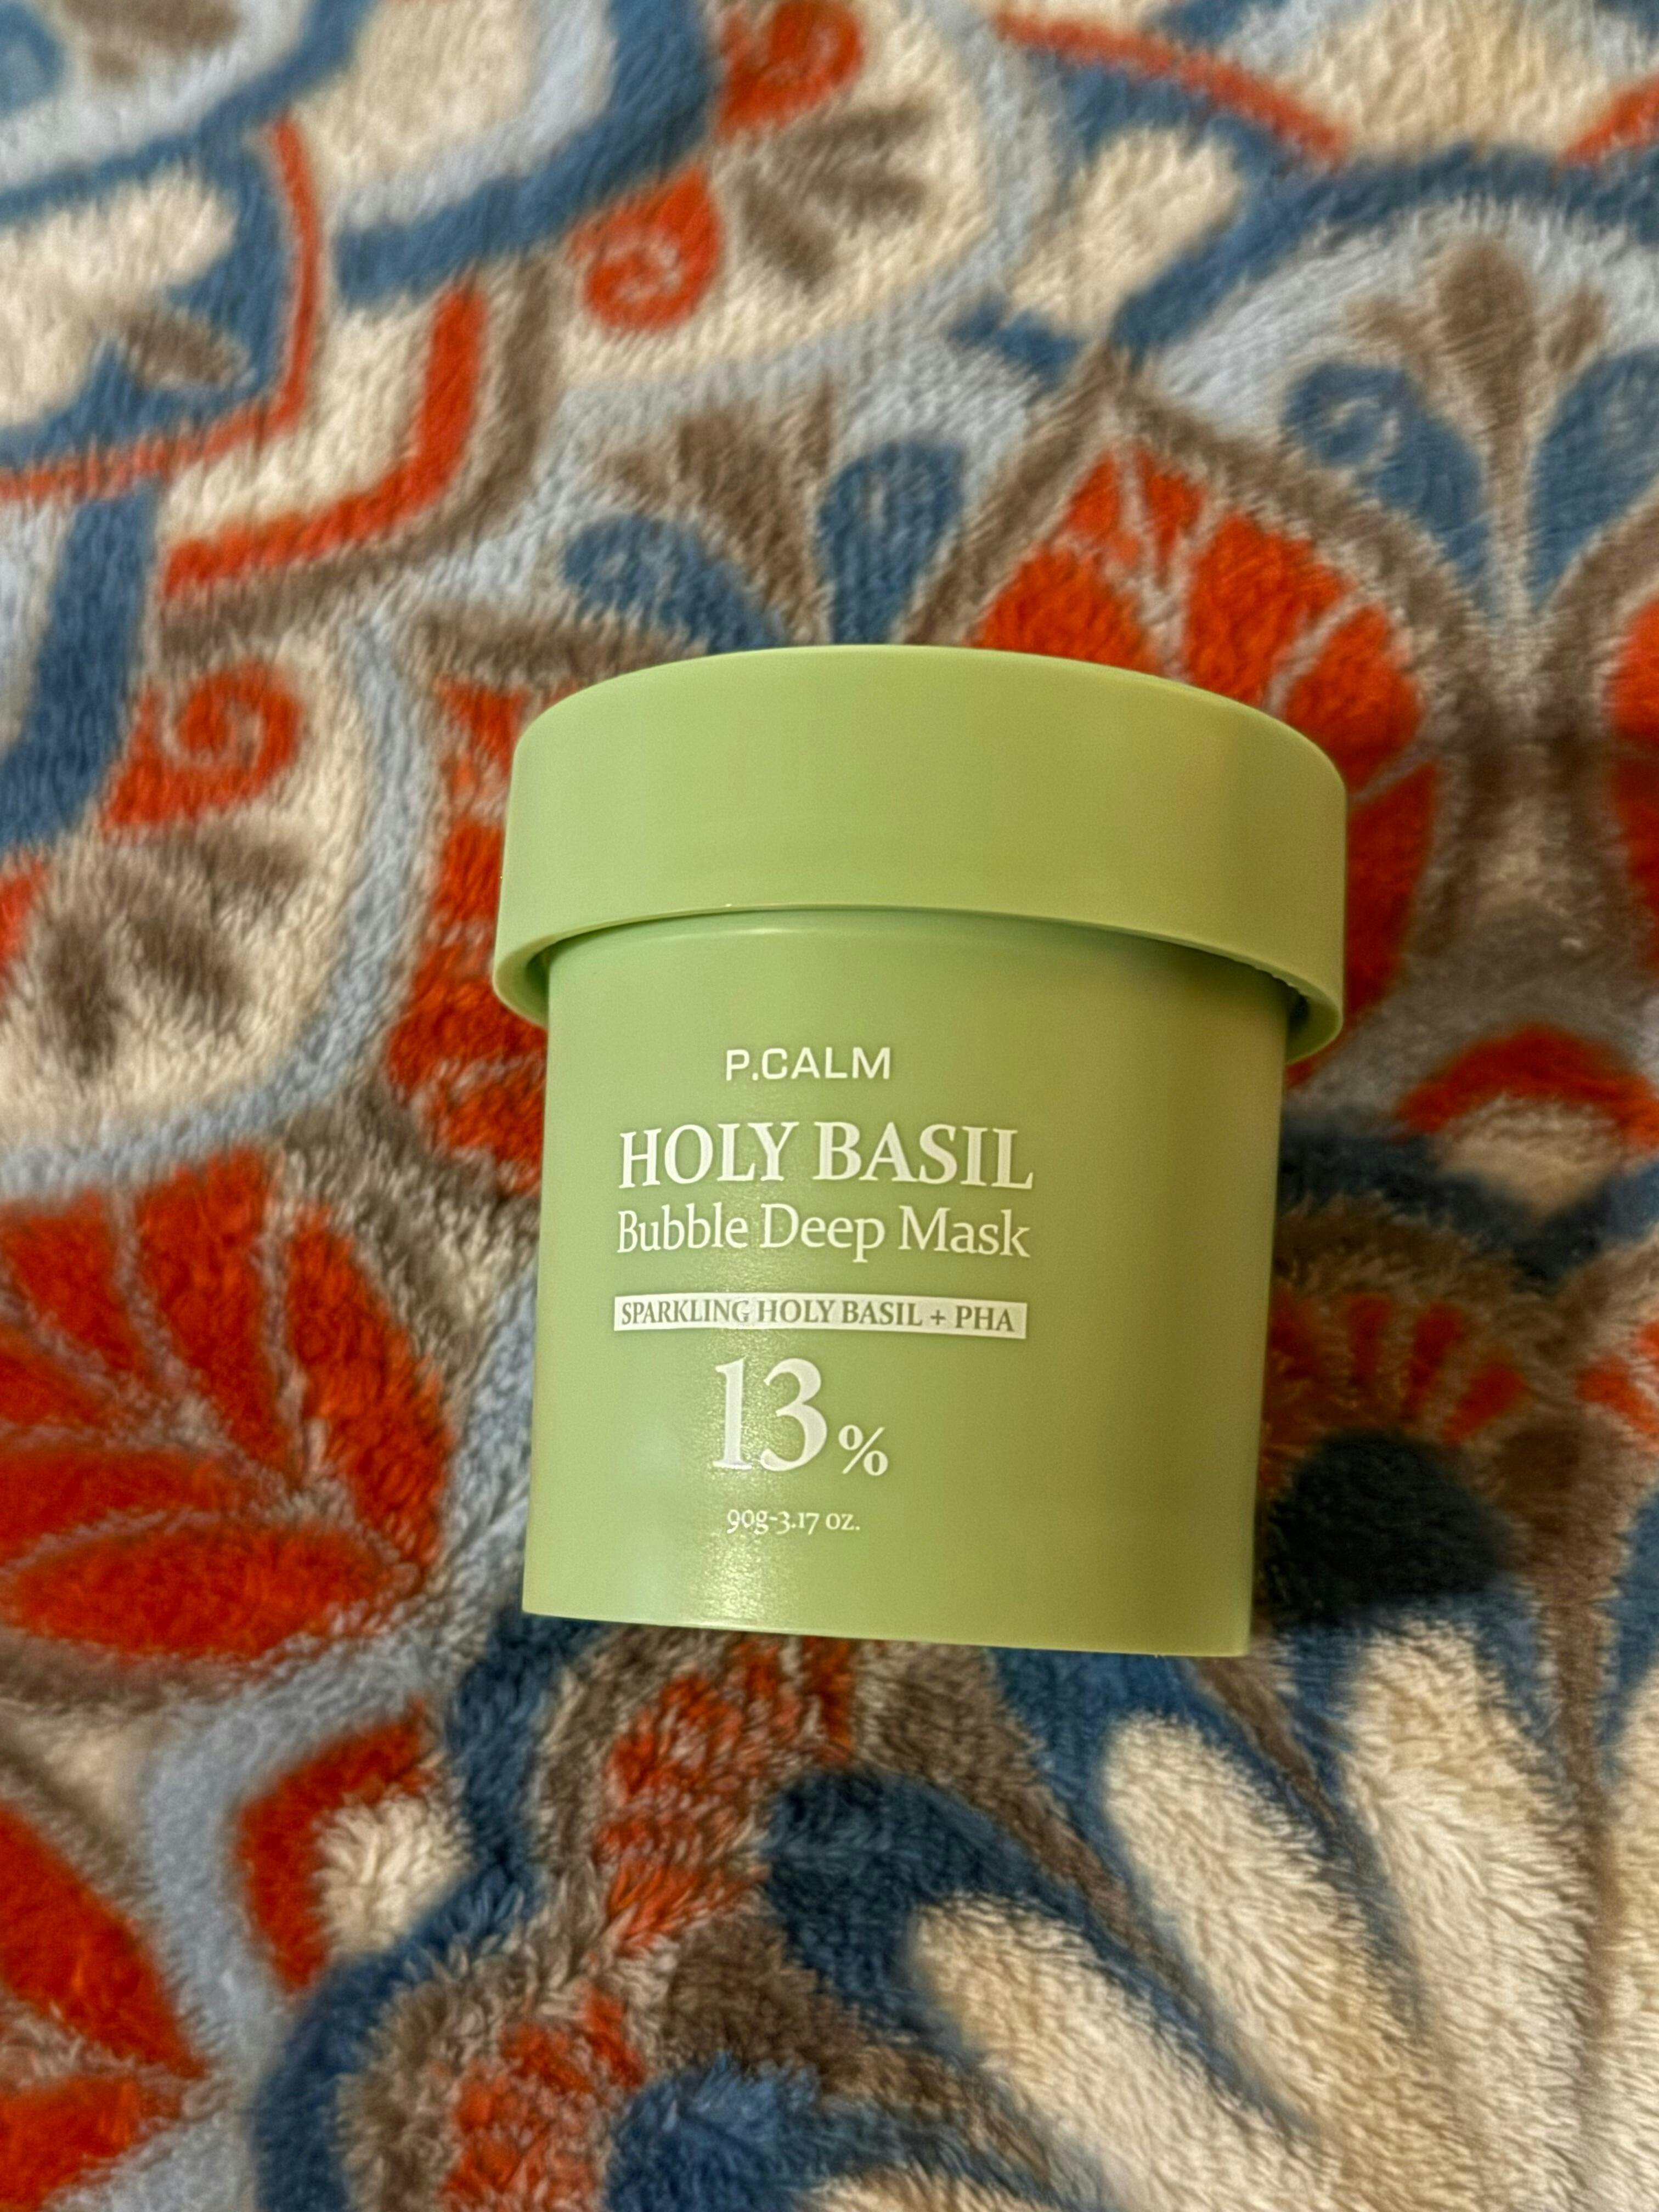 P.CALM
HOLY BASIL
Bubble Deep Mask
SPARKLING HOLY BASIL + PHA
13%
90g-3.17 oz.